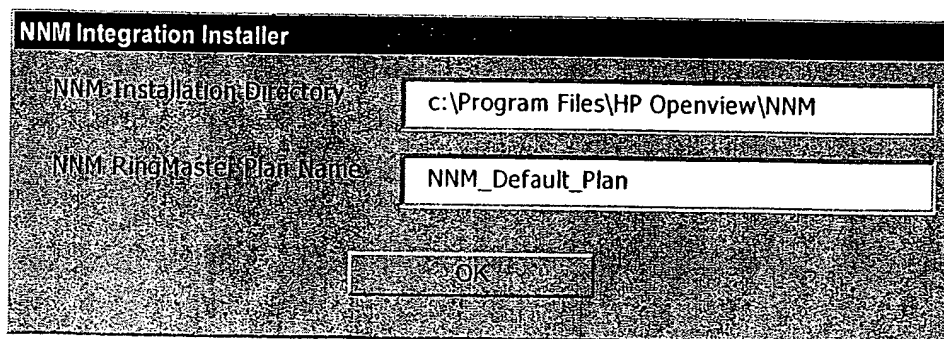 NNM Integration Installer
NNM Installation Directory
c:\Program Files\HP Openview\NNM
NNM RingMaster Plan Name
NNM_Default_Plan
OK